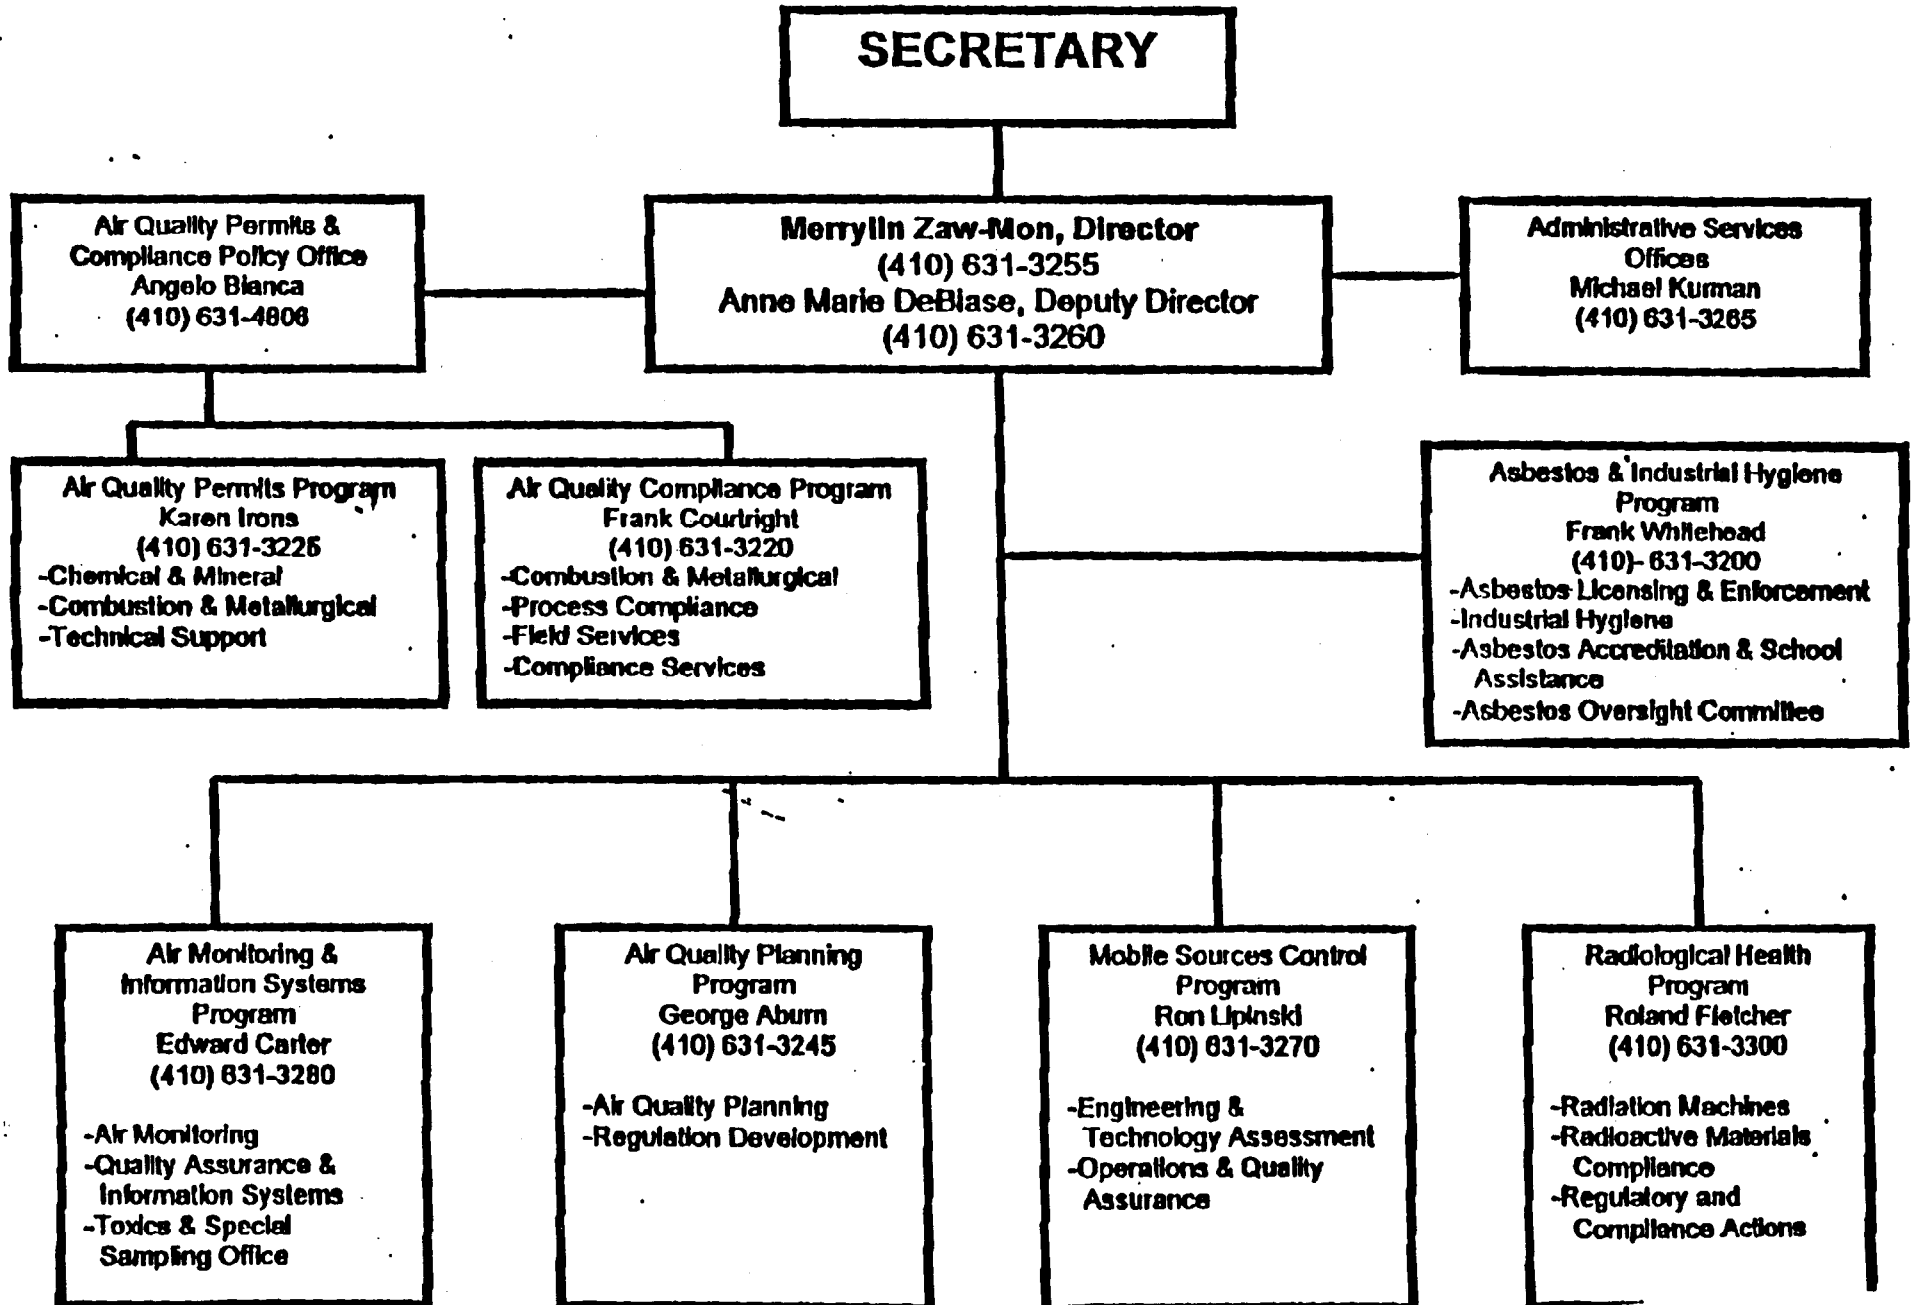 SECRETARY
Air Quality Permits &
Compliance Policy Office
Angelo Bianca
(410) 631-4806
Merrylin Zaw-Mon, Director
(410) 631-3255
Anne Marie DeBiase, Deputy Director
(410) 631-3260
Administrative Services
Offices
Michael Kurman
(410) 631-3265
Air Quality Permits Program
Karen Irons
(410) 631-3225
-Chemical & Mineral
-Combustion & Metallurgical
-Technical Support
Air Quality Compliance Program
Frank Courtright
(410) 631-3220
-Combustion & Metallurgical
-Process Compliance
-Field Services
-Compliance Services
Asbestos & Industrial Hygiene
Program
Frank Whitehead
(410)- 631-3200
-Asbestos Licensing & Enforcement
-Industrial Hygiene
-Asbestos Accreditation & School
Assistance
-Asbestos Oversight Committee
Air Monitoring &
Information Systems
Program
Edward Carter
(410) 631-3280
-Air Monitoring
-Quality Assurance &
Information Systems
-Toxics & Special
Sampling Office
Air Quality Planning
Program
George Aburn
(410) 631-3245
-Air Quality Planning
-Regulation Development
Mobile Sources Control
Program
Ron Lipinski
(410) 631-3270
-Engineering &
Technology Assessment
-Operations & Quality
Assurance
Radiological Health
Program
Roland Fletcher
(410) 631-3300
-Radiation Machines
-Radioactive Materials
Compliance
-Regulatory and
Compliance Actions